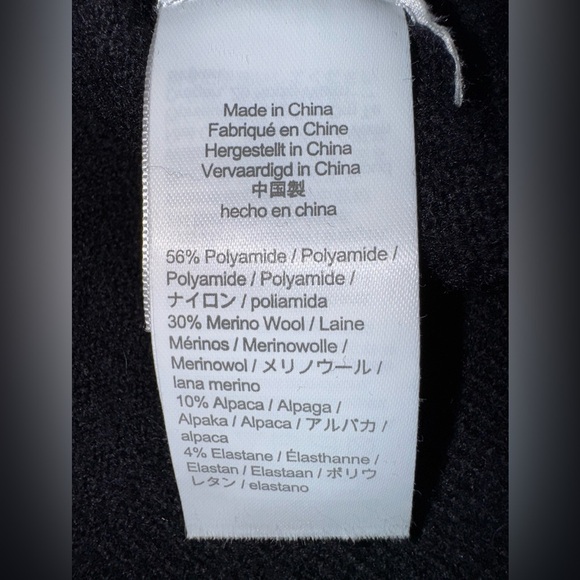 Made in China
Fabriqué en Chine
Hergestellt in China
Vervaardigd in China
中国製
hecho en china
56% Polyamide / Polyamide /
Polyamide / Polyamide /
ナイロン / poliamida
30% Merino Wool / Laine
Mérinos / Merinowolle /
Merinowol / メリノウール /
lana merino
10% Alpaca / Alpaga /
Alpaka / Alpaca / アルパカ /
alpaca
4% Elastane / Élasthanne /
Elastan / Elastaan / ポリウ
レタン / elastano